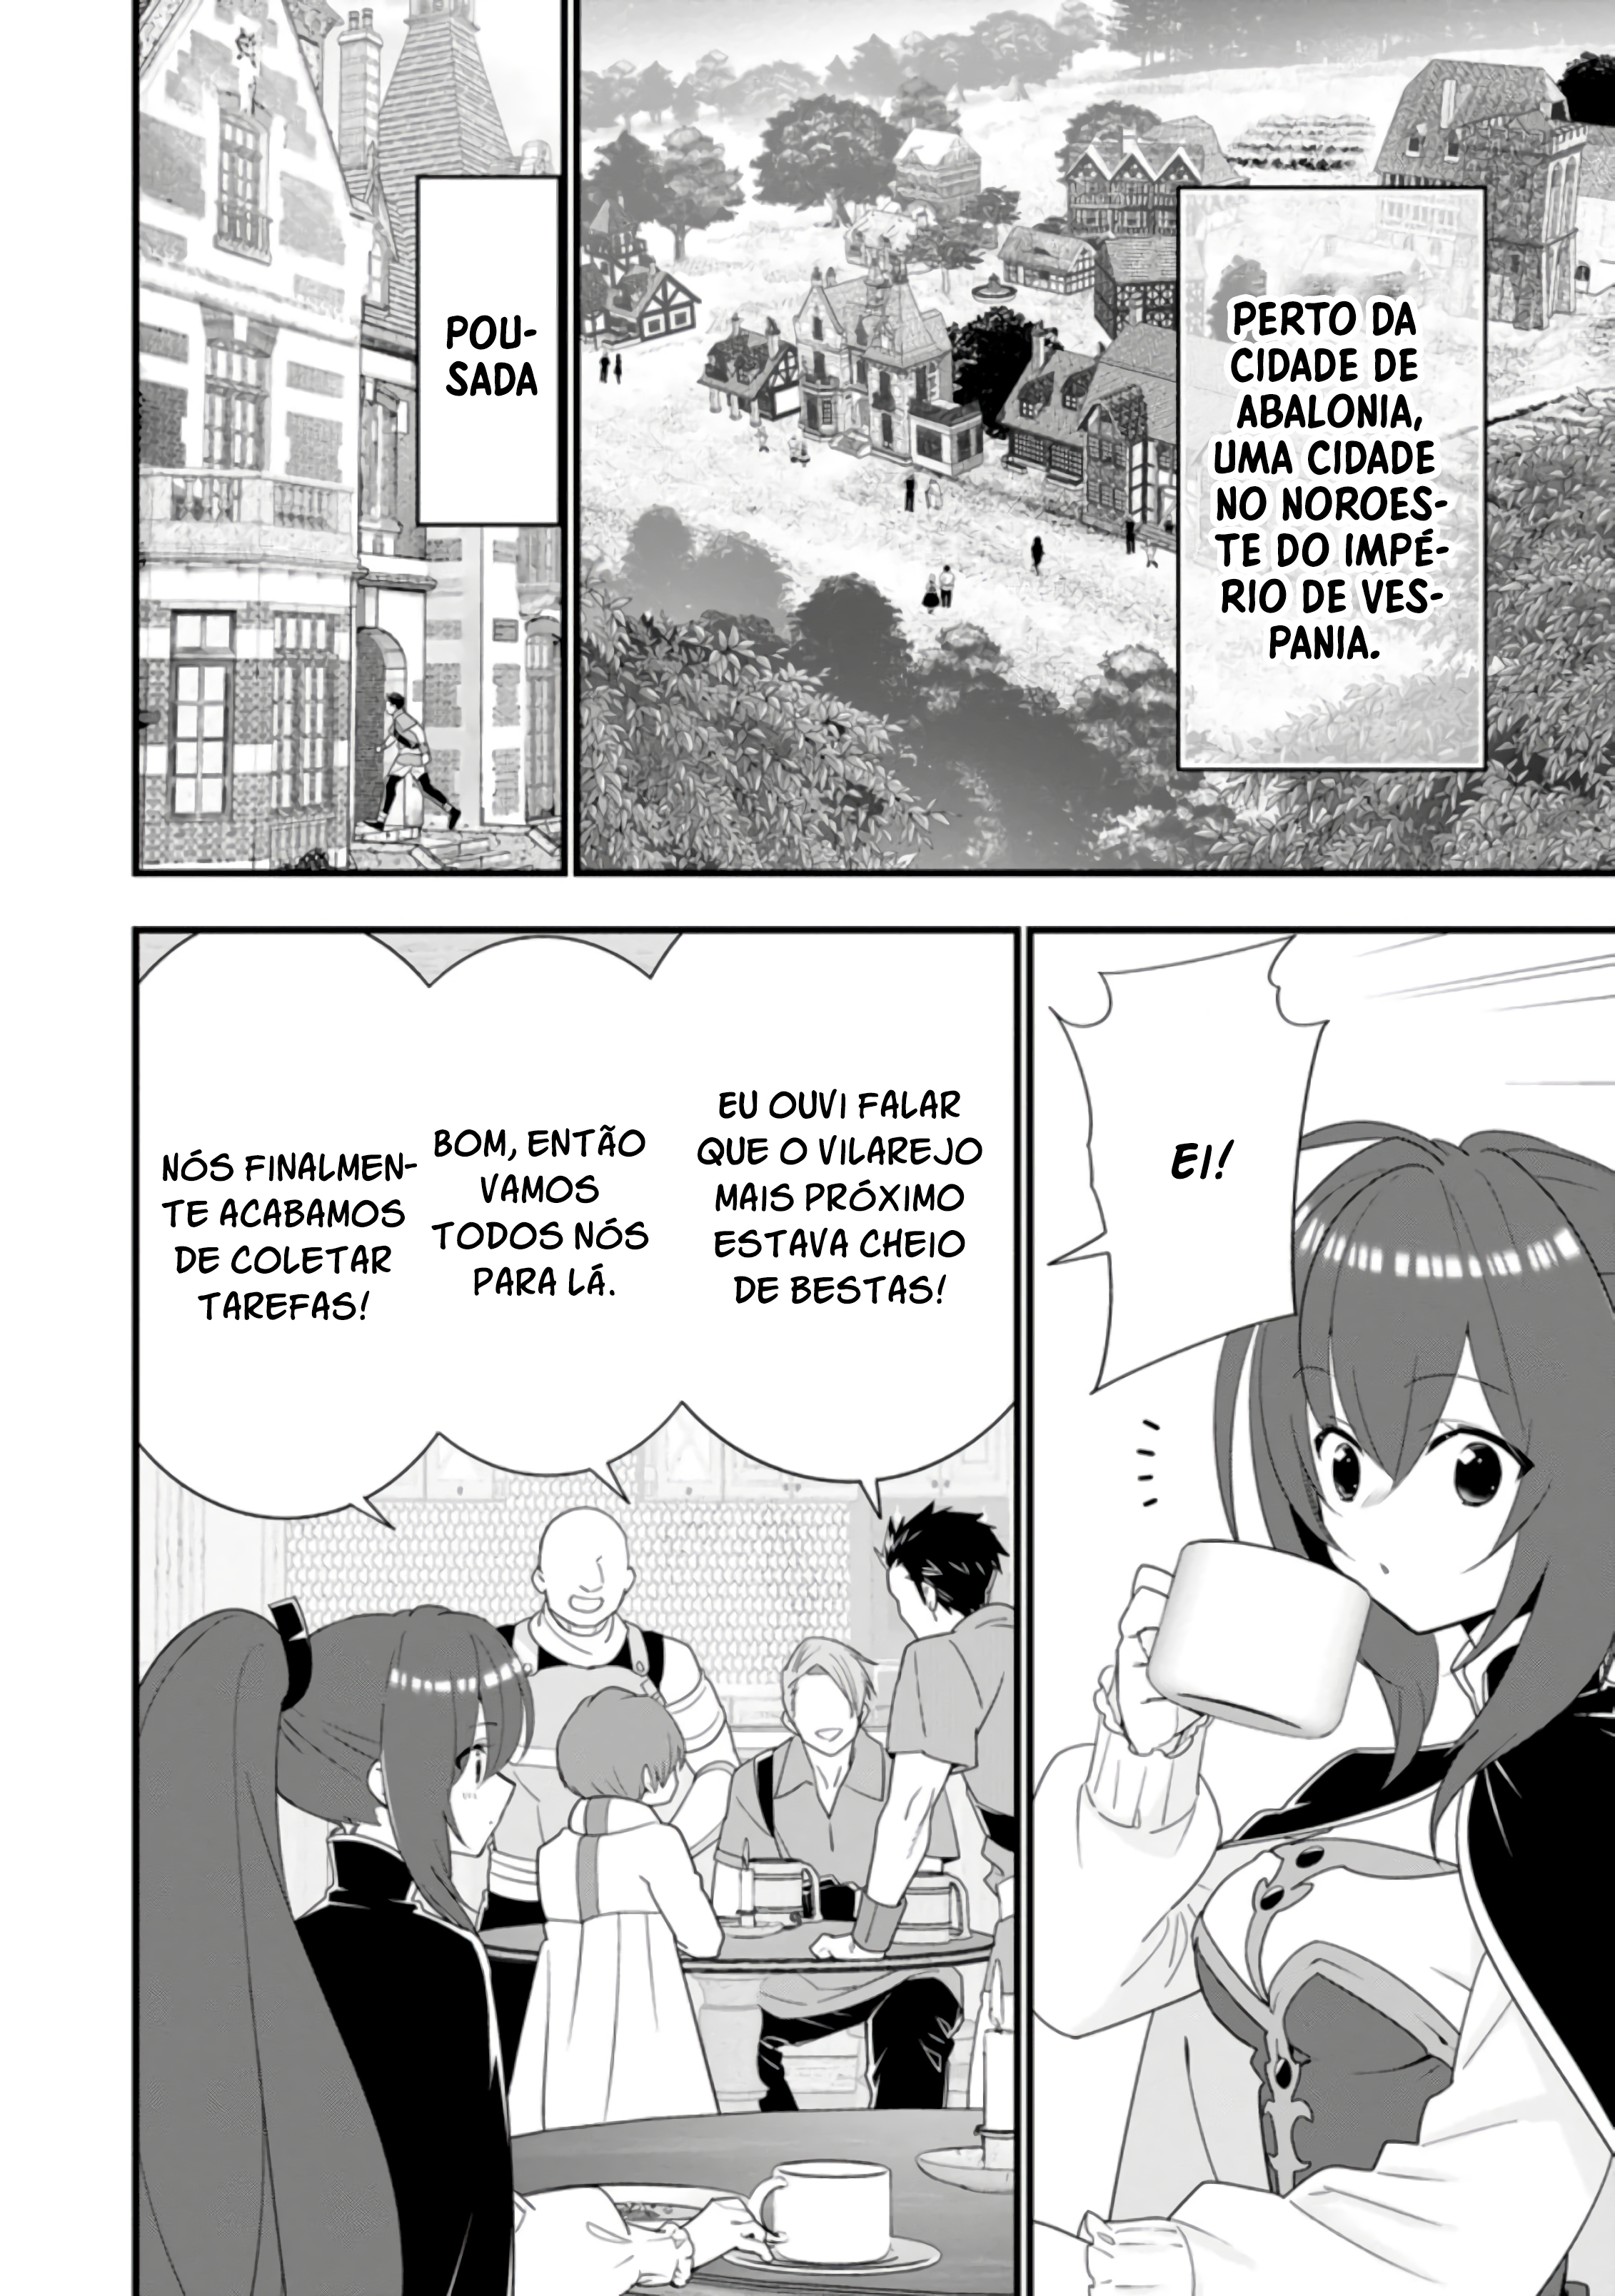 PERTO DA
CIDADE DE
ABALONIA,
UMA CIDADE
NO NOROES-
TE DO IMPÉ-
RIO DE VES-
PANIA.
POU-
SADA
EI!
EU OUVI FALAR
QUE O VILAREJO
MAIS PRÓXIMO
ESTAVA CHEIO
DE BESTAS!
BOM, ENTÃO
VAMOS
TODOS NÓS
PARA LÁ.
NÓS FINALMEN-
TE ACABAMOS
DE COLETAR
TAREFAS!